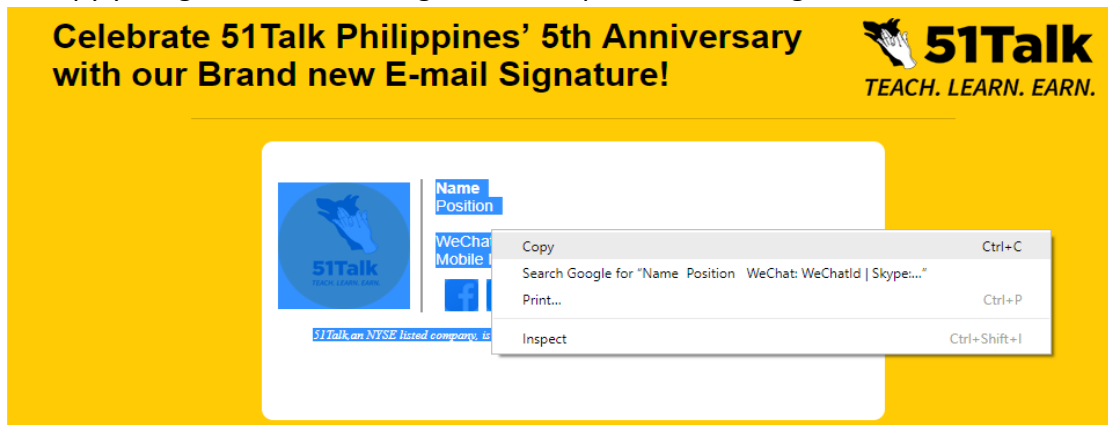 Celebrate 51Talk Philippines’ 5th Anniversary
with our Brand new E-mail Signature!
51Talk
TEACH. LEARN. EARN.
Name
Position
WeChat
Mobile
51Talk
TEACH. LEARN. EARN.
51Talk,an NYSE listed company, is
Copy Ctrl+C
Search Google for “Name Position WeChat: WeChatId | Skype:...”
Print... Ctrl+P
Inspect Ctrl+Shift+I